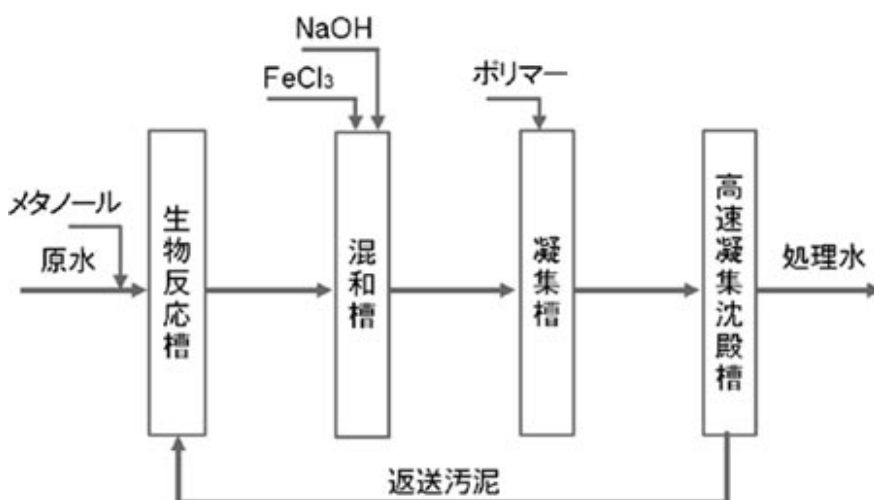 NaOH
FeCl₃
ポリマー
メタノール
原水
生物反応槽
混和槽
凝集槽
高速凝集沈殿槽
処理水
返送汚泥